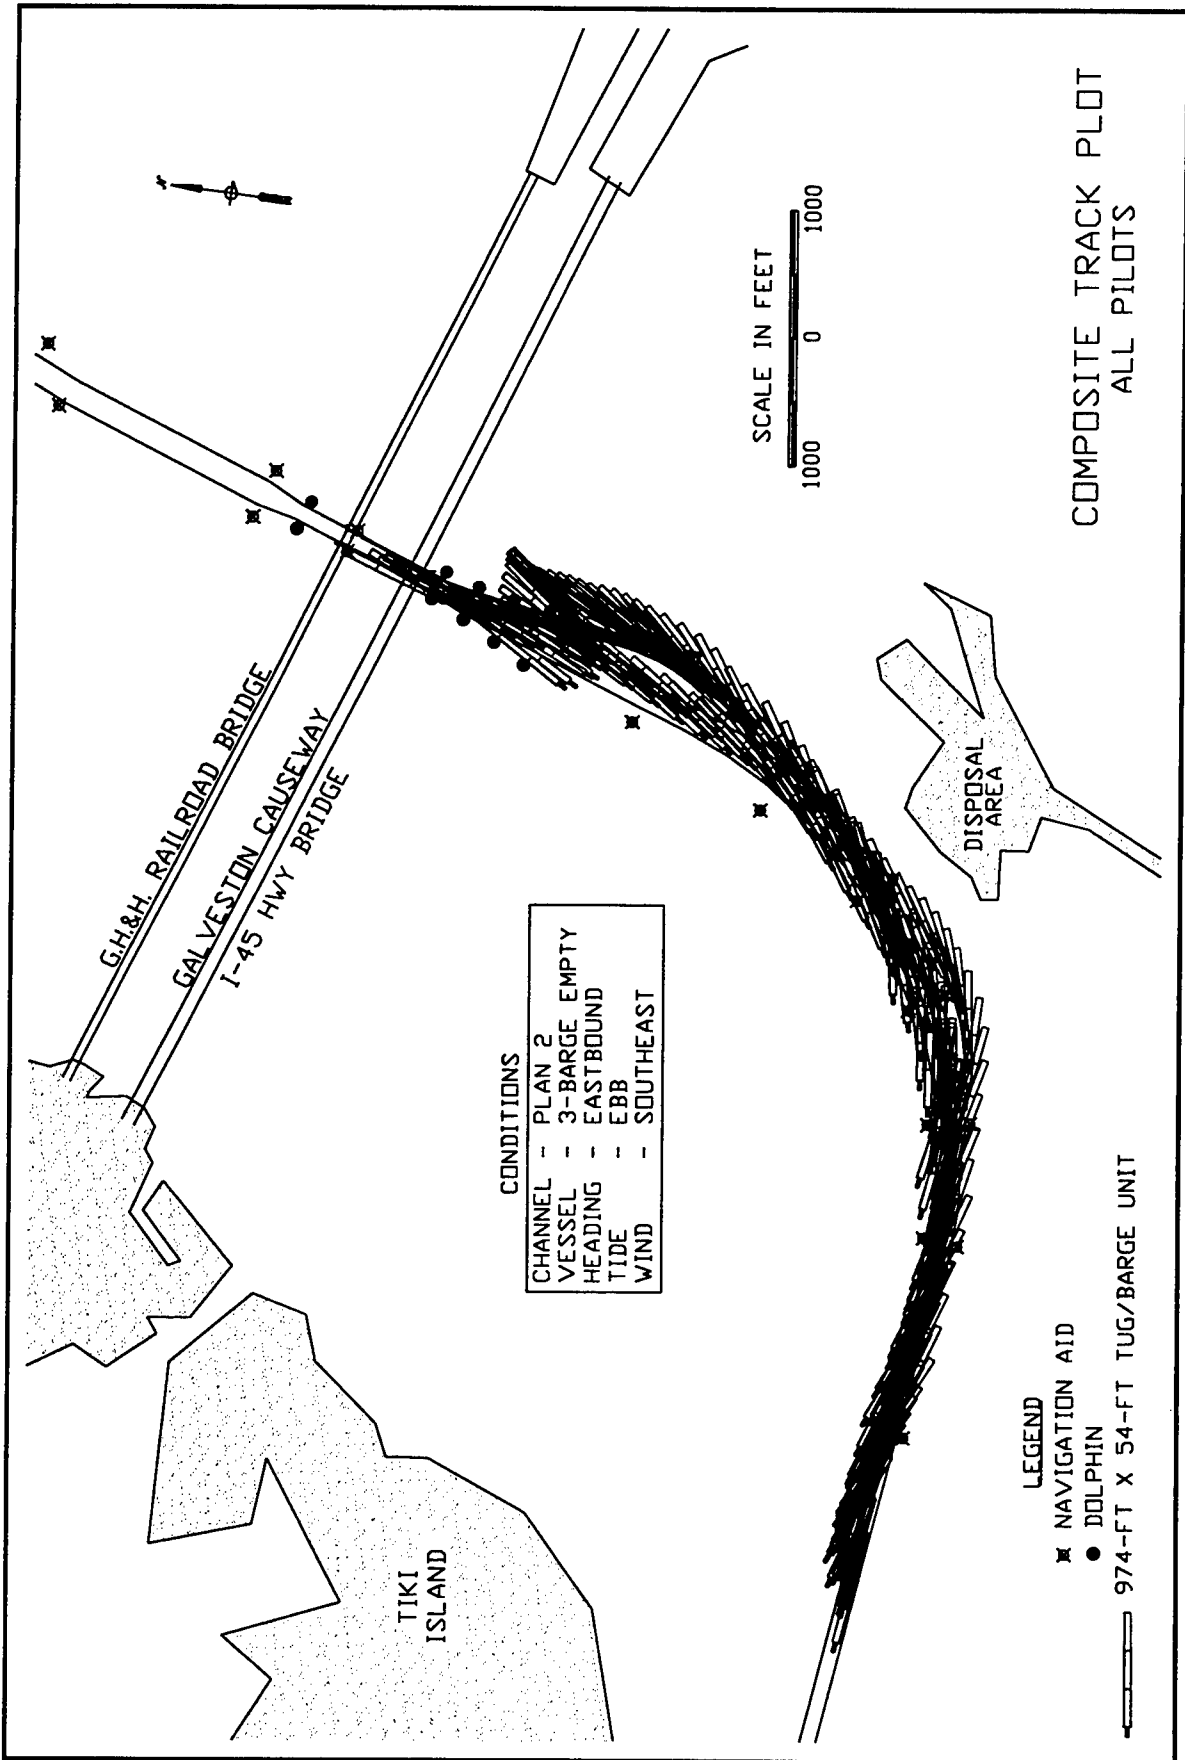 N
G.H.&H. RAILROAD BRIDGE
GALVESTON CAUSEWAY
I-45 HWY BRIDGE
TIKI
ISLAND
CONDITIONS
CHANNEL - PLAN 2
VESSEL - 3-BARGE EMPTY
HEADING - EASTBOUND
TIDE - EBB
WIND - SOUTHEAST
SCALE IN FEET
1000 0 1000
DISPOSAL
AREA
LEGEND
NAVIGATION AID
DOLPHIN
974-FT X 54-FT TUG/BARGE UNIT
COMPOSITE TRACK PLOT
ALL PILOTS